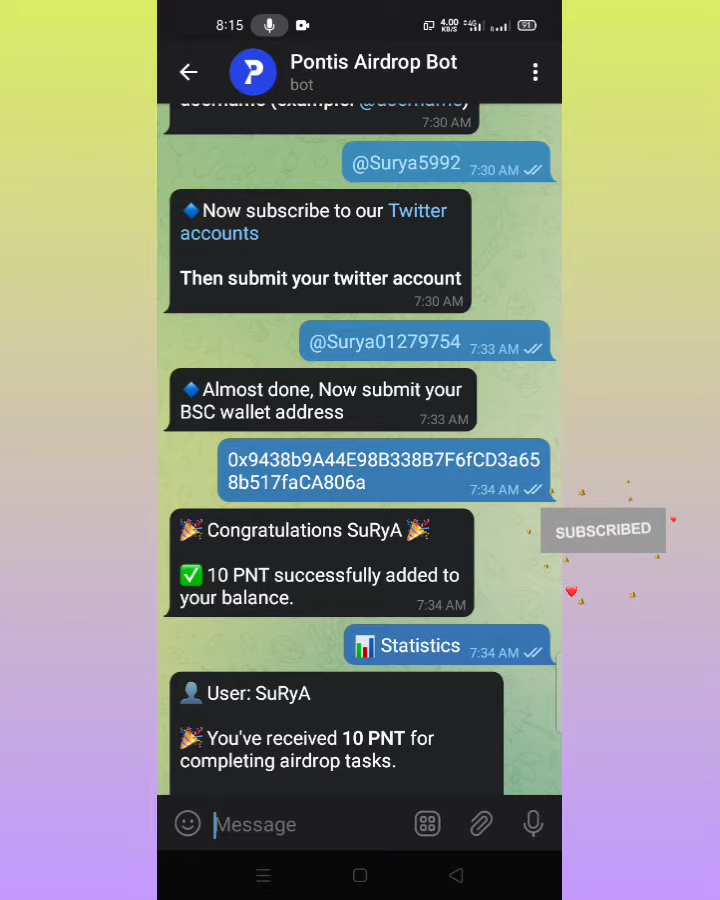 8:15
4.00 KB/S 4G 91
Pontis Airdrop Bot
bot
username (example: @username)
7:30 AM
@Surya5992 7:30 AM
🔹Now subscribe to our Twitter
accounts
Then submit your twitter account
7:30 AM
@Surya01279754 7:33 AM
🔹Almost done, Now submit your
BSC wallet address 7:33 AM
0x9438b9A44E98B338B7F6fCD3a65
8b517faCA806a 7:34 AM
🎉 Congratulations SuRyA 🎉
✅ 10 PNT successfully added to
your balance. 7:34 AM
SUBSCRIBED
📊 Statistics 7:34 AM
👤 User: SuRyA
🎉 You've received 10 PNT for
completing airdrop tasks.
Message